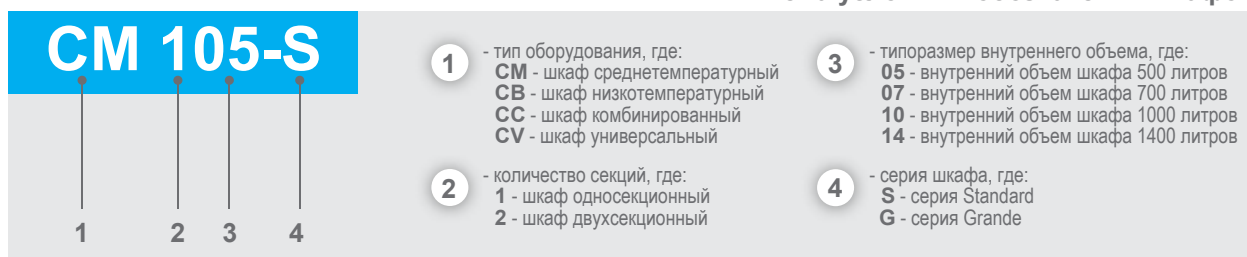 CM 105-S
1 2 3 4
1 - тип оборудования, где:
CM - шкаф среднетемпературный
CB - шкаф низкотемпературный
CC - шкаф комбинированный
CV - шкаф универсальный
2 - количество секций, где:
1 - шкаф односекционный
2 - шкаф двухсекционный
3 - типоразмер внутреннего объема, где:
05 - внутренний объем шкафа 500 литров
07 - внутренний объем шкафа 700 литров
10 - внутренний объем шкафа 1000 литров
14 - внутренний объем шкафа 1400 литров
4 - серия шкафа, где:
S - серия Standard
G - серия Grande